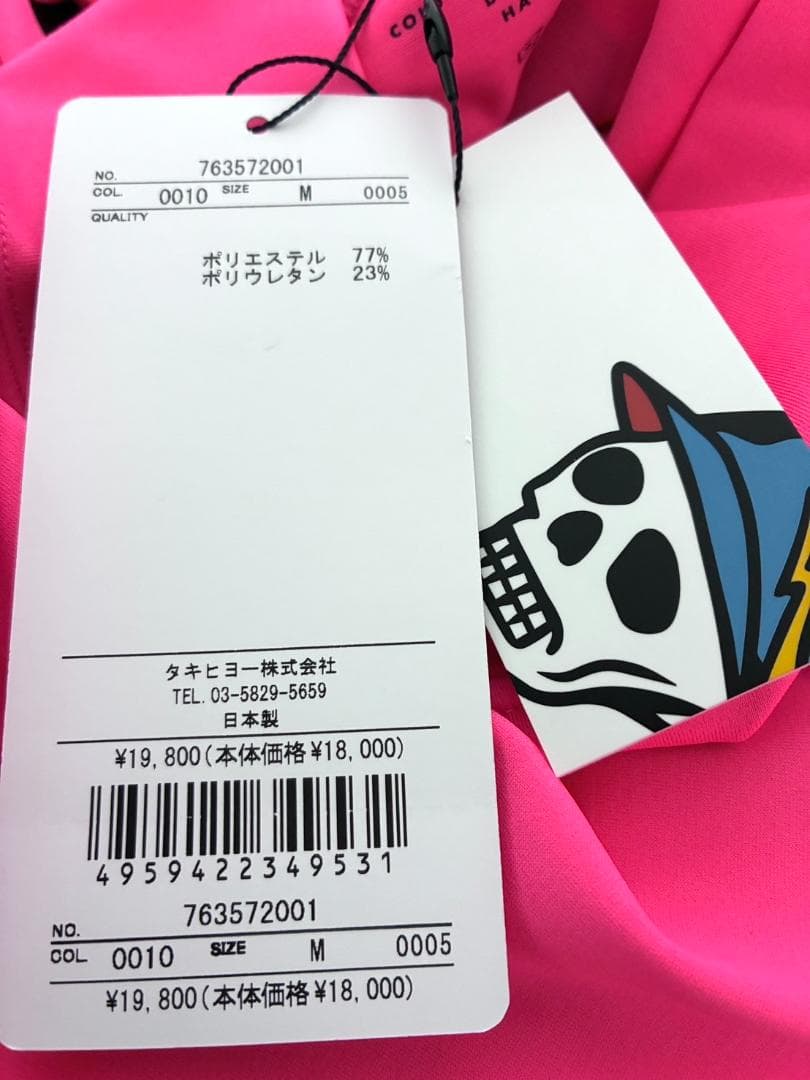 NO. 763572001
COL. 0010 SIZE M 0005
QUALITY
ポリエステル 77%
ポリウレタン 23%
タキヒヨー株式会社
TEL. 03-5829-5659
日本製
¥19,800(本体価格¥18,000)
4959422349531
NO. 763572001
COL 0010 SIZE M 0005
¥19,800(本体価格¥18,000)